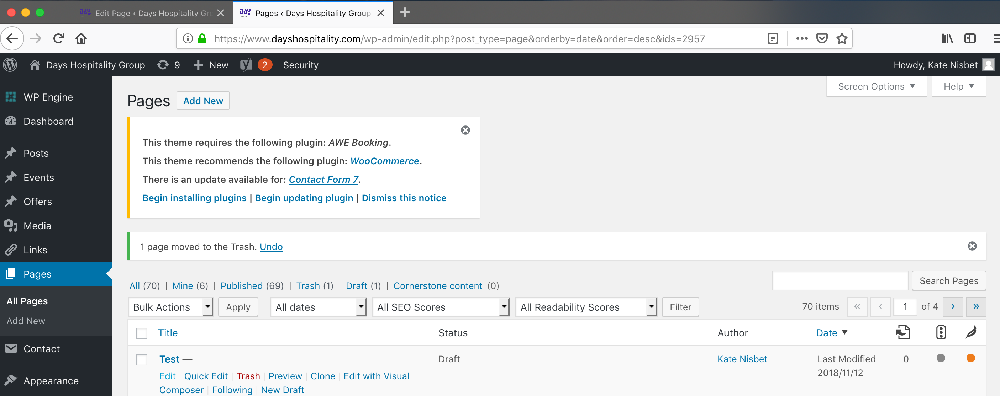 DAY! Edit Page ‹ Days Hospitality Gro
DAY! Pages ‹ Days Hospitality Group
https://www.dayshospitality.com/wp-admin/edit.php?post_type=page&orderby=date&order=desc&ids=2957
Days Hospitality Group 9 New 2 Security Howdy, Kate Nisbet
Screen Options Help
WP Engine
Dashboard
Posts
Events
Offers
Media
Links
Pages
All Pages
Add New
Contact
Appearance
Pages Add New
This theme requires the following plugin: AWE Booking.
This theme recommends the following plugin: WooCommerce.
There is an update available for: Contact Form 7.
Begin installing plugins | Begin updating plugin | Dismiss this notice
1 page moved to the Trash. Undo
All (70) | Mine (6) | Published (69) | Trash (1) | Draft (1) | Cornerstone content (0)
Search Pages
Bulk Actions Apply All dates All SEO Scores All Readability Scores Filter
70 items « ‹ 1 of 4 › »
Title Status Author Date
Test — Draft Kate Nisbet Last Modified 0
2018/11/12
Edit | Quick Edit | Trash | Preview | Clone | Edit with Visual
Composer | Following | New Draft